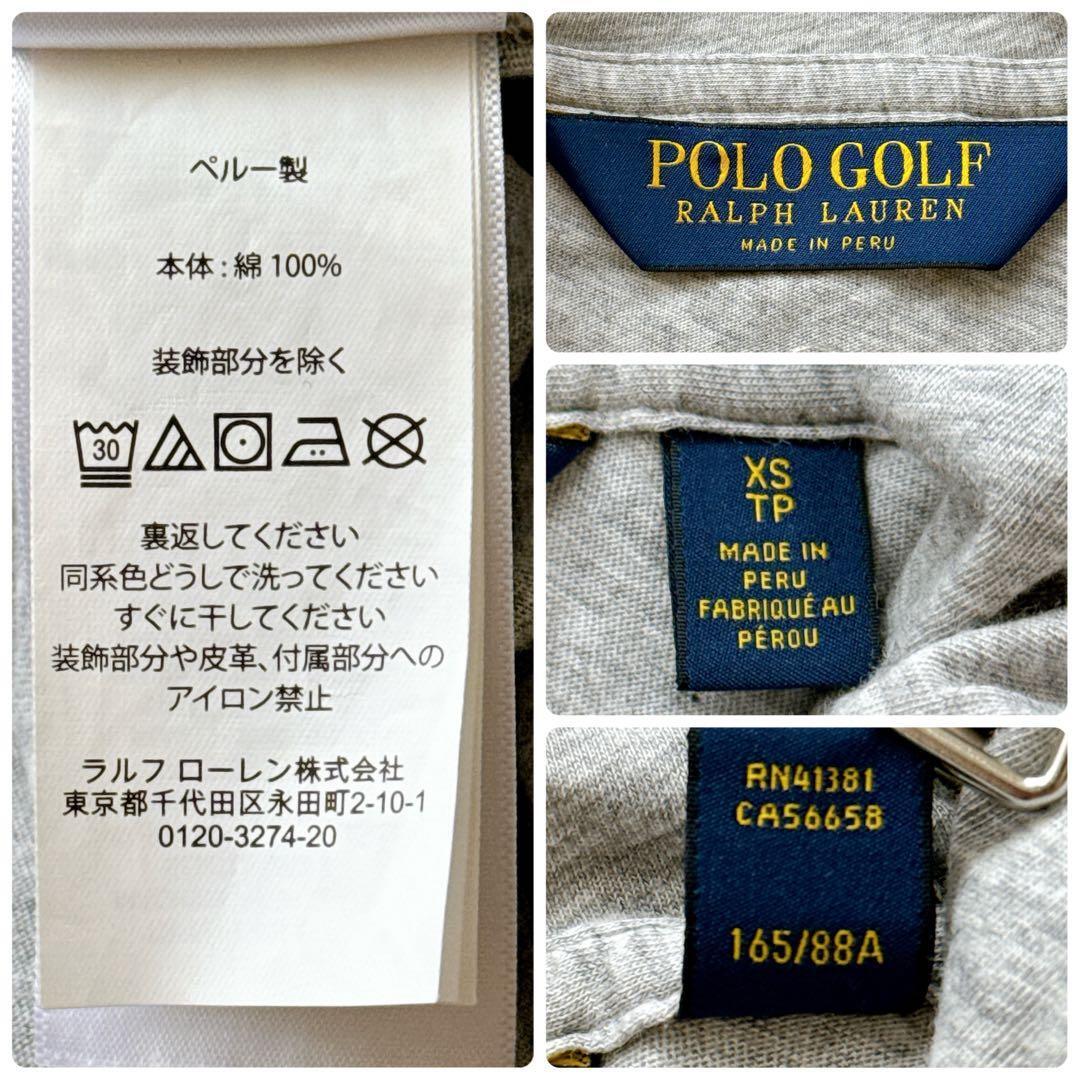 ペルー製
本体 : 綿 100%
装飾部分を除く
30
裏返してください
同系色どうしで洗ってください
すぐに干してください
装飾部分や皮革、付属部分への
アイロン禁止
ラルフ ローレン株式会社
東京都千代田区永田町2-10-1
0120-3274-20
POLO GOLF
RALPH LAUREN
MADE IN PERU
XS
TP
MADE IN
PERU
FABRIQUÉ AU
PÉROU
RN41381
CA56658
165/88A